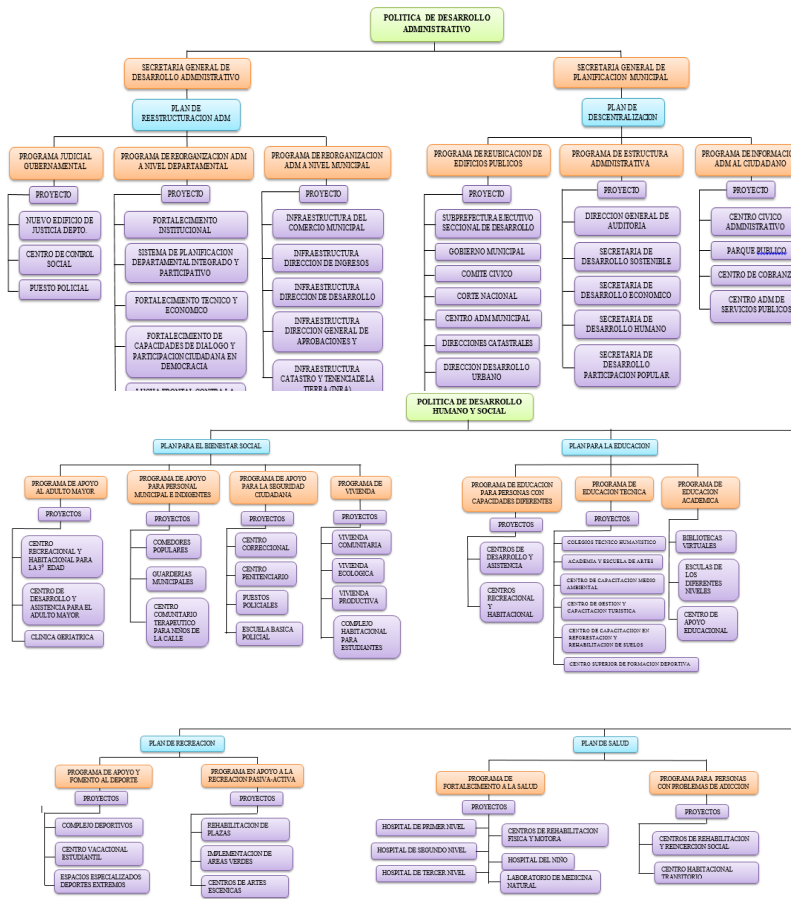 POLITICA DE DESARROLLO
ADMINISTRATIVO
SECRETARIA GENERAL DE
DESARROLLO ADMINISTRATIVO
SECRETARIA GENERAL DE
PLANIFICACION MUNICIPAL
PLAN DE
REESTRUCTURACION ADM
PLAN DE
DESCENTRALIZACION
PROGRAMA JUDICIAL
GUBERNAMENTAL
PROYECTO
NUEVO EDIFICIO DE
JUSTICIA DEPTO.
CENTRO DE CONTROL
SOCIAL
PUESTO POLICIAL
PROGRAMA DE REORGANIZACION ADM
A NIVEL DEPARTAMENTAL
PROYECTO
FORTALECIMIENTO
INSTITUCIONAL
SISTEMA DE PLANIFICACION
DEPARTAMENTAL INTEGRADO Y
PARTICIPATIVO
FORTALECIMIENTO TECNICO Y
ECONOMICO
FORTALECIMIENTO DE
CAPACIDADES DE DIALOGO Y
PARTICIPACION CIUDADANA EN
DEMOCRACIA
LUCHA FRONTAL CONTRA LA
PROGRAMA DE REORGANIZACION
ADM A NIVEL MUNICIPAL
PROYECTO
INFRAESTRUCTURA DEL
COMERCIO MUNICIPAL
INFRAESTRUCTURA
DIRECCION DE INGRESOS
INFRAESTRUCTURA
DIRECCION DE DESARROLLO
INFRAESTRUCTURA
DIRECCION GENERAL DE
APROBACIONES Y
INFRAESTRUCTURA
CATASTRO Y TENENCIA DE LA
TIERRA (INRA)
PROGRAMA DE REUBICACION DE
EDIFICIOS PUBLICOS
PROYECTO
SUBPREFECTURA EJECUTIVO
SECCIONAL DE DESARROLLO
GOBIERNO MUNICIPAL
COMITE CIVICO
CORTE NACIONAL
CENTRO ADM MUNICIPAL
DIRECCIONES CATASTRALES
DIRECCION DESARROLLO
URBANO
PROGRAMA DE ESTRUCTURA
ADMINISTRATIVA
PROYECTO
DIRECCION GENERAL DE
AUDITORIA
SECRETARIA DE
DESARROLLO SOSTENIBLE
SECRETARIA DE
DESARROLLO ECONOMICO
SECRETARIA DE
DESARROLLO HUMANO
SECRETARIA DE
DESARROLLO
PARTICIPACION POPULAR
PROGRAMA DE INFORMACIO
ADM AL CIUDADANO
PROYECTO
CENTRO CIVICO
ADMINISTRATIVO
PARQUE PUBLICO
CENTRO DE COBRANZ
CENTRO ADM DE
SERVICIOS PUBLICOS
POLITICA DE DESARROLLO
HUMANO Y SOCIAL
PLAN PARA EL BIENESTAR SOCIAL
PLAN PARA LA EDUCACION
PROGRAMA DE APOYO
AL ADULTO MAYOR
PROYECTOS
CENTRO
RECREACIONAL Y
HABITACIONAL PARA
LA 3ª EDAD
CENTRO DE
DESARROLLO Y
ASISTENCIA PARA EL
ADULTO MAYOR
CLINICA GERIATRICA
PROGRAMA DE APOYO
PARA PERSONAL
MUNICIPAL E INDIGENTES
PROYECTOS
COMEDORES
POPULARES
GUARDERIAS
MUNICIPALES
CENTRO
COMUNITARIO
TERAPEUTICO
PARA NIÑOS DE
LA CALLE
PROGRAMA DE APOYO
PARA LA SEGURIDAD
CIUDADANA
PROYECTOS
CENTRO
CORRECCIONAL
CENTRO
PENITENCIARIO
PUESTOS
POLICIALES
ESCUELA BASICA
POLICIAL
PROGRAMA DE
VIVIENDA
PROYECTOS
VIVIENDA
COMUNITARIA
VIVIENDA
ECOLOGICA
VIVIENDA
PRODUCTIVA
COMPLEJO
HABITACIONAL
PARA
ESTUDIANTES
PROGRAMA DE EDUCACION
PARA PERSONAS CON
CAPACIDADES DIFERENTES
PROYECTOS
CENTROS DE
DESARROLLO Y
ASISTENCIA
CENTROS
RECREACIONAL
Y
HABITACIONAL
PROGRAMA DE
EDUCACION TECNICA
PROYECTOS
COLEGIOS TECNICO HUMANISTICO
ACADEMIA Y ESCUELA DE ARTES
CENTRO DE CAPACITACION MEDIO
AMBIENTAL
CENTRO DE GESTION Y
CAPACITACION TURISTICA
CENTRO DE CAPACITACION EN
REFORESTACION Y
REHABILITACION DE SUELOS
CENTRO SUPERIOR DE FORMACION DEPORTIVA
PROGRAMA DE
EDUCACION
ACADEMICA
PROYECTOS
BIBLIOTECAS
VIRTUALES
ESCULAS DE
LOS
DIFERENTES
NIVELES
CENTRO DE
APOYO
EDUCACIONAL
PLAN DE RECREACION
PLAN DE SALUD
PROGRAMA DE APOYO Y
FOMENTO AL DEPORTE
PROYECTOS
COMPLEJO DEPORTIVOS
CENTRO VACACIONAL
ESTUDIANTIL
ESPACIOS ESPECIALIZADOS
DEPORTES EXTREMOS
PROGRAMA EN APOYO A LA
RECREACION PASIVA-ACTIVA
PROYECTOS
REHABILITACION DE
PLAZAS
IMPLEMENTACION DE
AREAS VERDES
CENTROS DE ARTES
ESCENICAS
PROGRAMA DE
FORTALECIMIENTO A LA SALUD
PROYECTOS
HOSPITAL DE PRIMER NIVEL
HOSPITAL DE SEGUNDO NIVEL
HOSPITAL DE TERCER NIVEL
CENTROS DE REHABILITACION
FISICA Y MOTORA
HOSPITAL DEL NIÑO
LABORATORIO DE MEDICINA
NATURAL
PROGRAMA PARA PERSONAS
CON PROBLEMAS DE ADICCION
PROYECTOS
CENTROS DE REHABILITACION
Y REINCERCION SOCIAL
CENTRO HABITACIONAL
TRANSITORIO